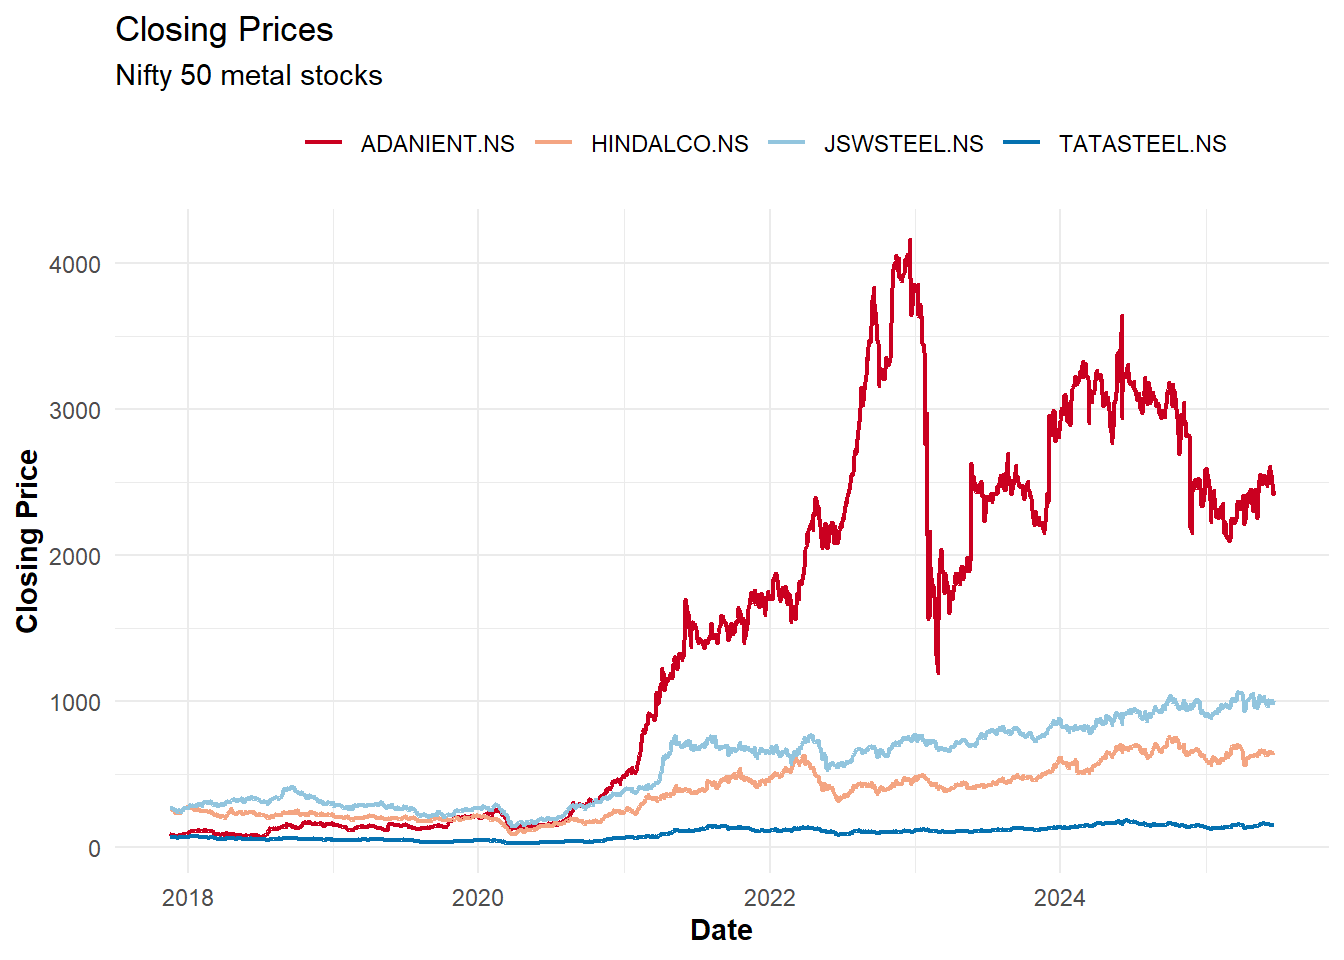 Closing Prices
Nifty 50 metal stocks
ADANIENT.NS HINDALCO.NS JSWSTEEL.NS TATASTEEL.NS
4000
3000
2000
1000
0
Closing Price
2018 2020 2022 2024
Date